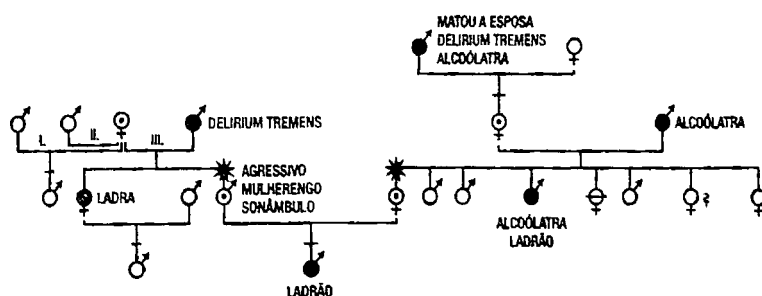 MATOU A ESPOSA
DELIRIUM TREMENS
ALCOÓLATRA
I.
II.
III.
DELIRIUM TREMENS
ALCOÓLATRA
LADRA
AGRESSIVO
MULHERENGO
SONÂMBULO
?
ALCOÓLATRA
LADRÃO
LADRÃO